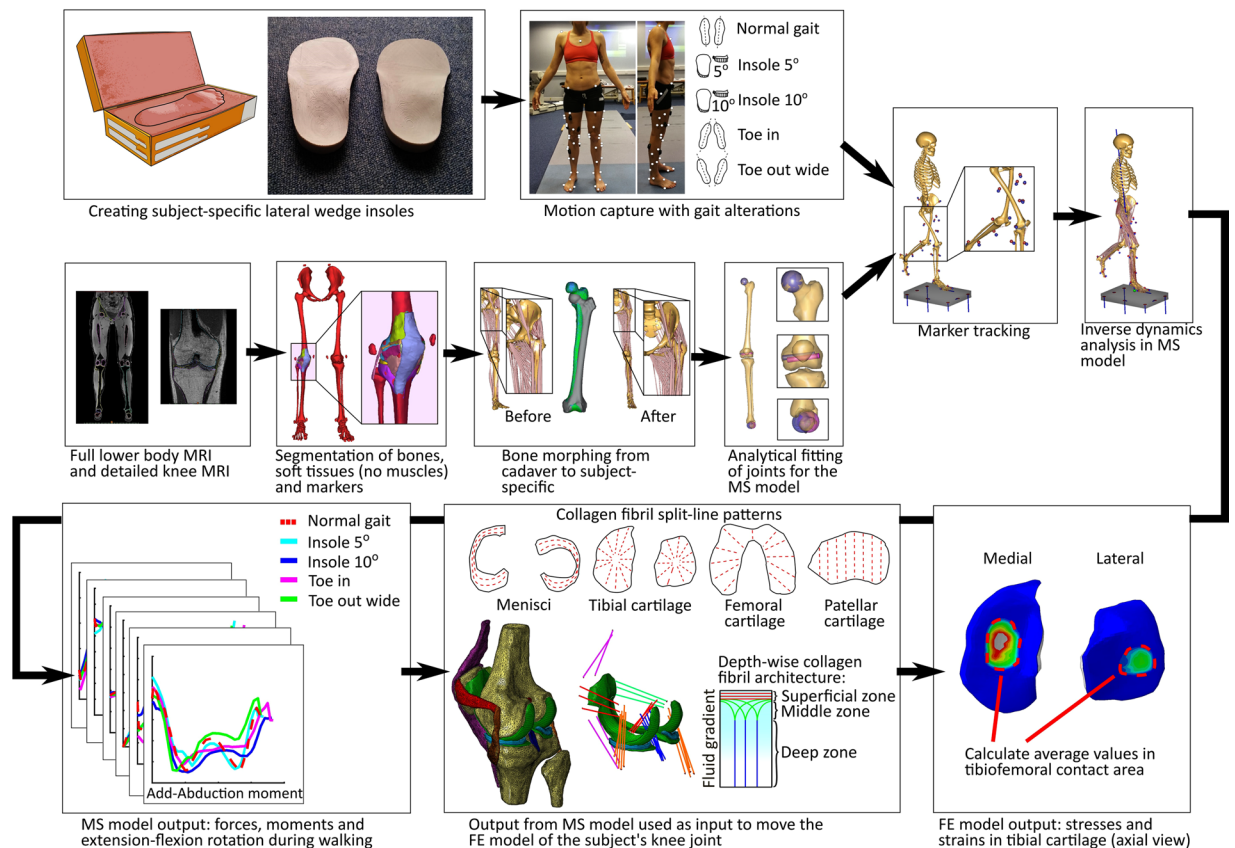 Normal gait
5º
Insole 5º
10º
Insole 10º
Toe in
Toe out wide
Creating subject-specific lateral wedge insoles
Motion capture with gait alterations
Marker tracking
Inverse dynamics
analysis in MS
model
Before
After
Full lower body MRI
and detailed knee MRI
Segmentation of bones,
soft tissues (no muscles)
and markers
Bone morphing from
cadaver to subject-
specific
Analytical fitting
of joints for the
MS model
Normal gait
Insole 5º
Insole 10º
Toe in
Toe out wide
Add-Abduction moment
MS model output: forces, moments and
extension-flexion rotation during walking
Collagen fibril split-line patterns
Menisci
Tibial cartilage
Femoral
cartilage
Patellar
cartilage
Depth-wise collagen
fibril architecture:
Fluid gradient
Superficial zone
Middle zone
Deep zone
Output from MS model used as input to move the
FE model of the subject's knee joint
Medial
Lateral
Calculate average values in
tibiofemoral contact area
FE model output: stresses and
strains in tibial cartilage (axial view)